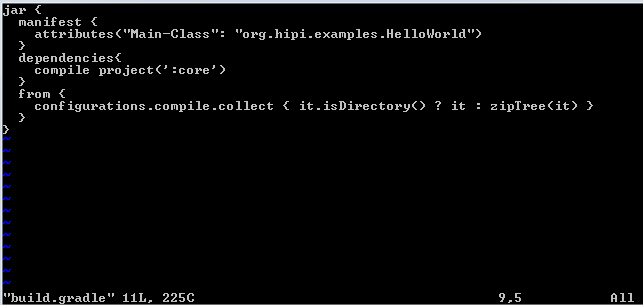 jar {
  manifest {
    attributes("Main-Class": "org.hipi.examples.HelloWorld")
  }
  dependencies{
    compile project(':core')
  }
  from {
    configurations.compile.collect { it.isDirectory() ? it : zipTree(it) }
  }
}
~
~
~
~
~
~
~
~
~
"build.gradle" 11L, 225C 9,5 All